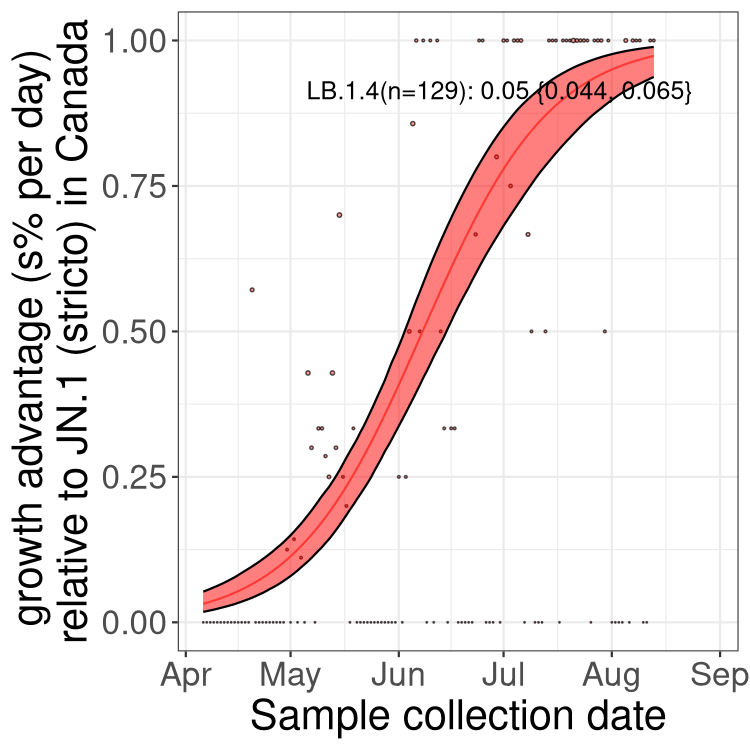 growth advantage (s% per day)
relative to JN.1 (stricto) in Canada
1.00
0.75
0.50
0.25
0.00
LB.1.4(n=129): 0.05 {0.044, 0.065}
Apr May Jun Jul Aug Sep
Sample collection date